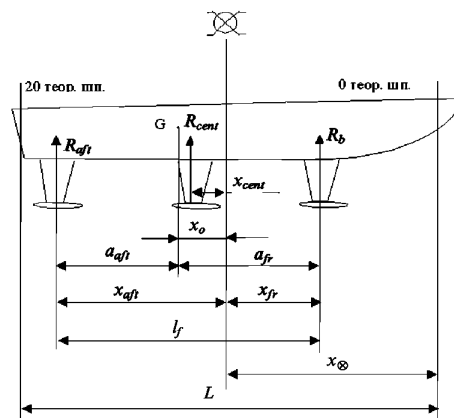 20 теор. шп.
0 теор. шп.
G
R_cent
R_aft
R_b
x_cent
x_o
a_aft
a_fr
x_aft
x_fr
l_f
x_⊗
L